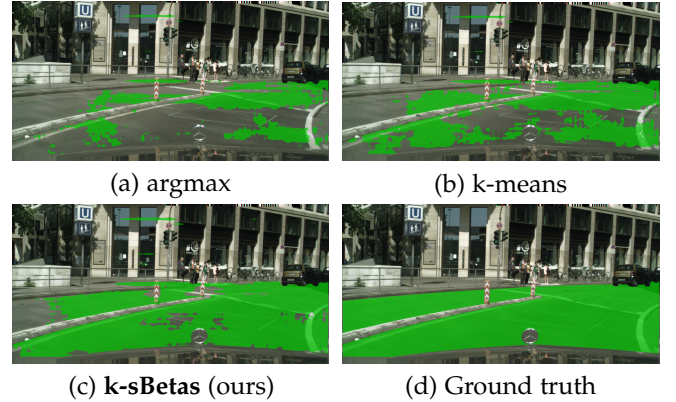 U
U
(a) argmax
(b) k-means
U
U
(c) k-sBetas (ours)
(d) Ground truth